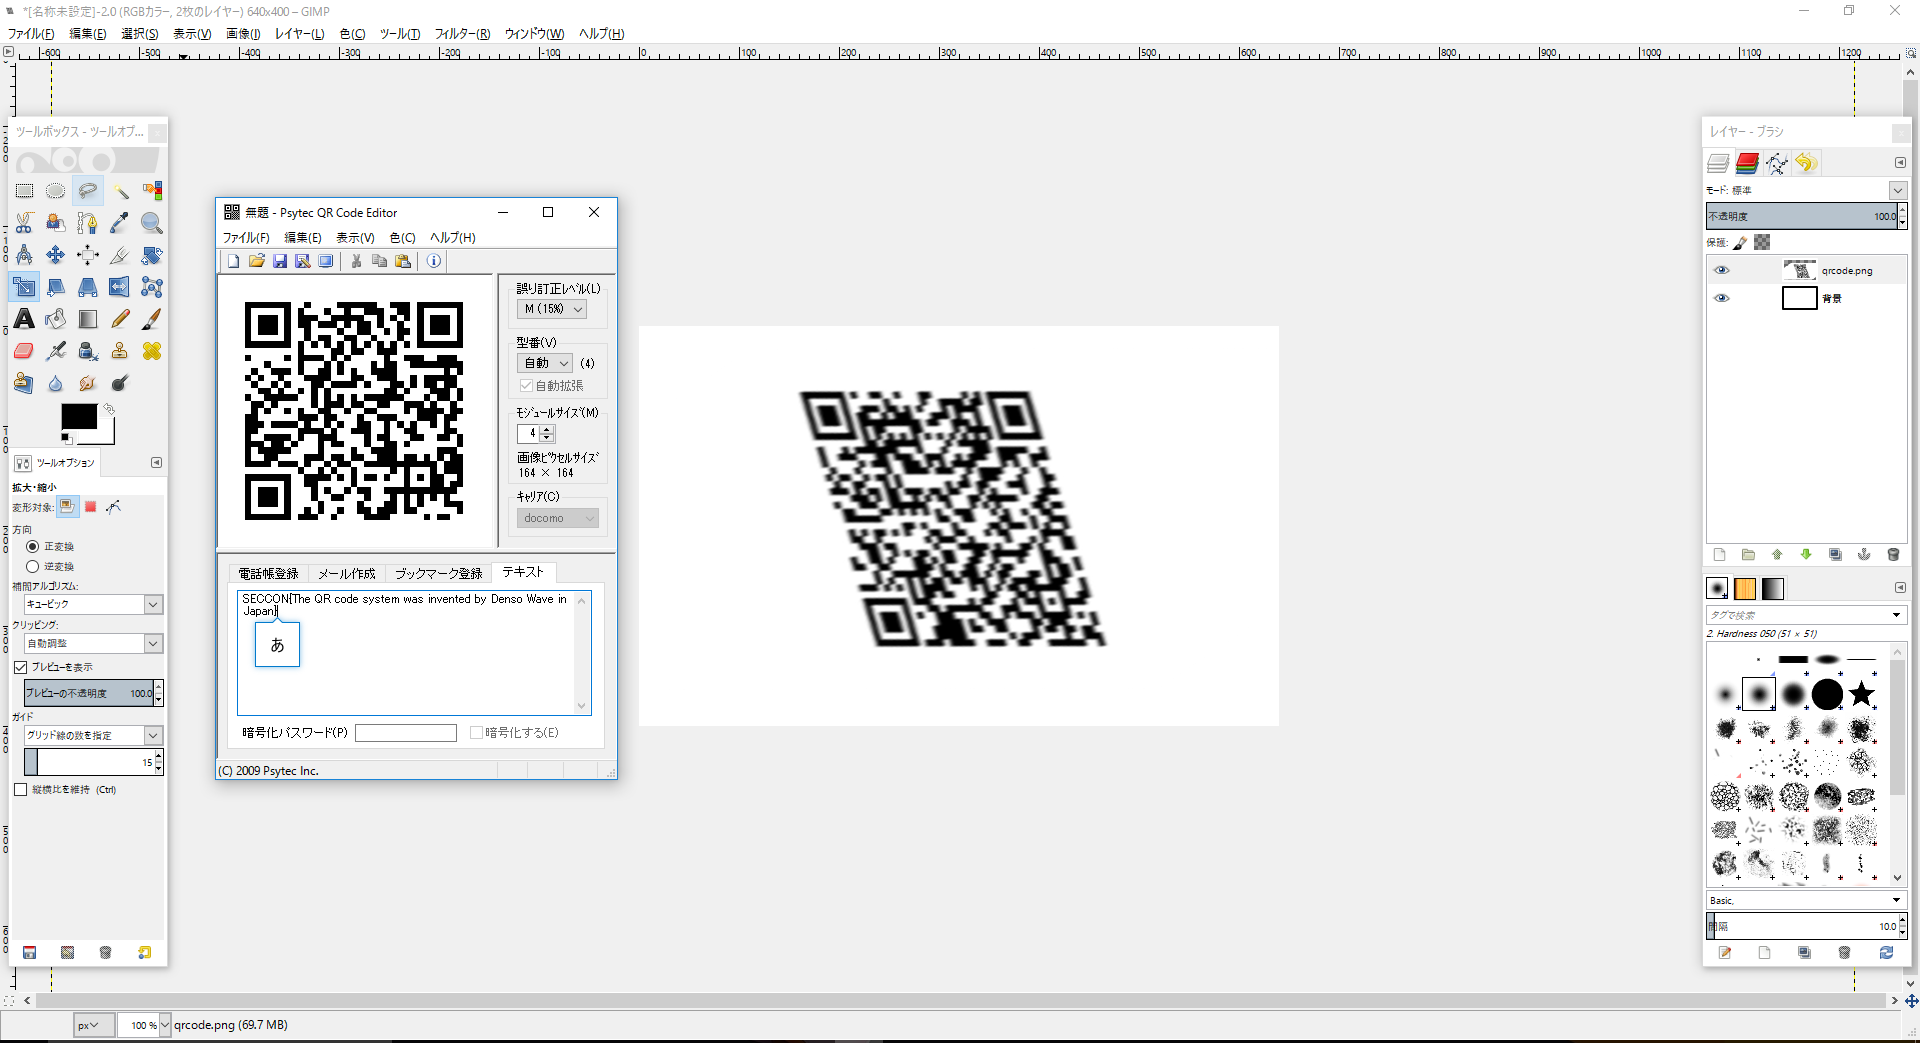 *[名称未設定]-2.0 (RGBカラー, 2枚のレイヤー) 640x400 – GIMP
ファイル(F) 編集(E) 選択(S) 表示(V) 画像(I) レイヤー(L) 色(C) ツール(T) フィルター(R) ウィンドウ(W) ヘルプ(H)
-600 -500 -400 -300 -200 -100 0 100 200 300 400 500 600 700 800 900 1000 1100 1200
ツールボックス - ツールオプ...
ツールオプション
拡大・縮小
変形対象:
方向
正変換
逆変換
補間アルゴリズム:
キュービック
クリッピング:
自動調整
プレビューを表示
プレビューの不透明度 100.0
ガイド
グリッド線の数を指定
15
縦横比を維持 (Ctrl)
無題 - Psytec QR Code Editor
ファイル(F) 編集(E) 表示(V) 色(C) ヘルプ(H)
誤り訂正レベル(L)
M (15%)
型番(V)
自動 (4)
自動拡張
モジュールサイズ(M)
4
画像ピクセルサイズ
164 × 164
キャリア(C)
docomo
電話帳登録 メール作成 ブックマーク登録 テキスト
SECCON{The QR code system was invented by Denso Wave in
Japan}
あ
暗号化パスワード(P) 暗号化する(E)
(C) 2009 Psytec Inc.
レイヤー - ブラシ
モード: 標準
不透明度 100.0
保護:
qrcode.png
背景
タグで検索
2. Hardness 050 (51 × 51)
Basic,
間隔 10.0
px 100 % qrcode.png (69.7 MB)